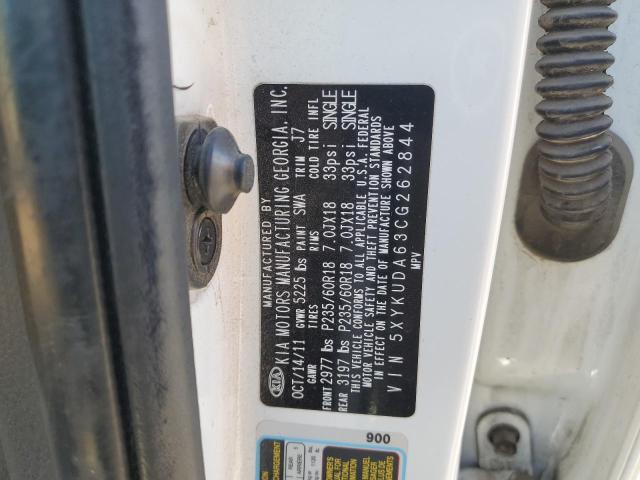 MANUFACTURED BY
KIA KIA MOTORS MANUFACTURING GEORGIA, INC.
OCT/14/11 GVWR 5225 lbs PAINT SWA TRIM J7
GAWR TIRES RIMS COLD TIRE INFL
FRONT 2977 lbs P235/60R18 7.0JX18 33psi SINGLE
REAR 3197 lbs P235/60R18 7.0JX18 33psi SINGLE
THIS VEHICLE CONFORMS TO ALL APPLICABLE U.S.A. FEDERAL
MOTOR VEHICLE SAFETY AND THEFT PREVENTION STANDARDS
IN EFFECT ON THE DATE OF MANUFACTURE SHOWN ABOVE
VIN 5XYKUDA63CG262844
MPV
900
REAR
ARRIÈRE